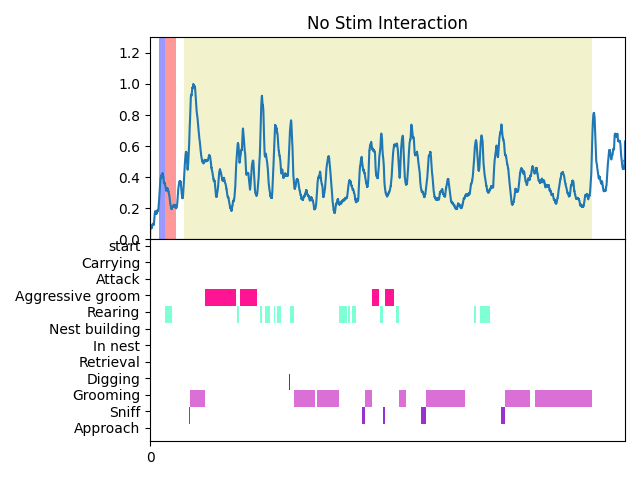 No Stim Interaction
1.2
1.0
0.8
0.6
0.4
0.2
0.0
start
Carrying
Attack
Aggressive groom
Rearing
Nest building
In nest
Retrieval
Digging
Grooming
Sniff
Approach
0